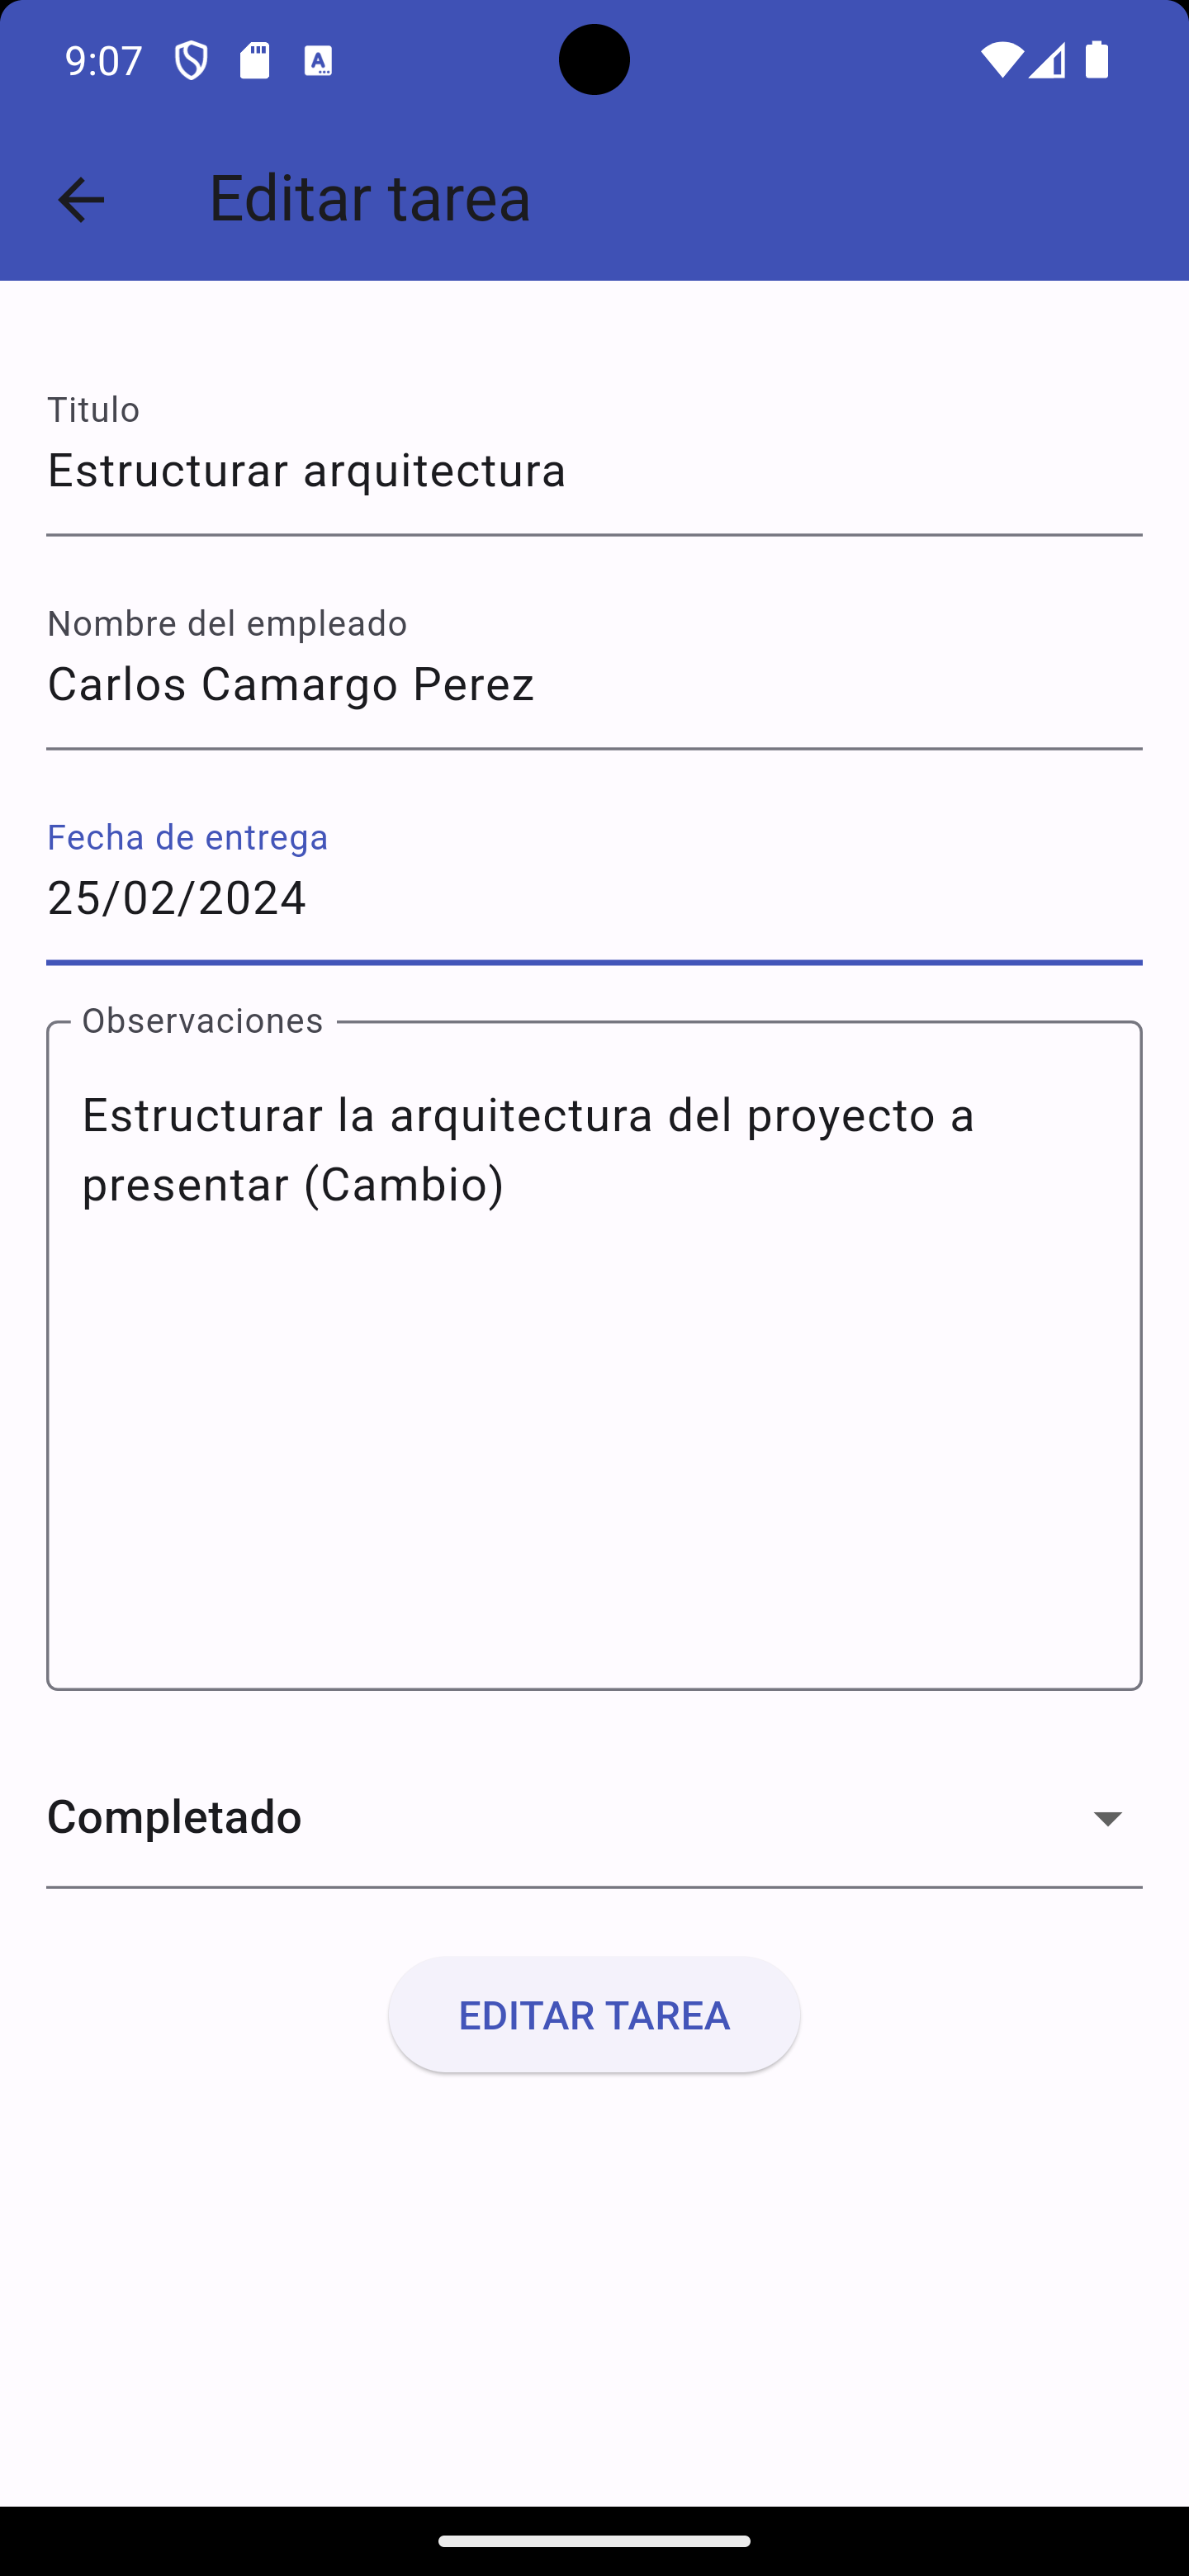 9:07
Editar tarea
Titulo
Estructurar arquitectura
Nombre del empleado
Carlos Camargo Perez
Fecha de entrega
25/02/2024
Observaciones
Estructurar la arquitectura del proyecto a
presentar (Cambio)
Completado
EDITAR TAREA